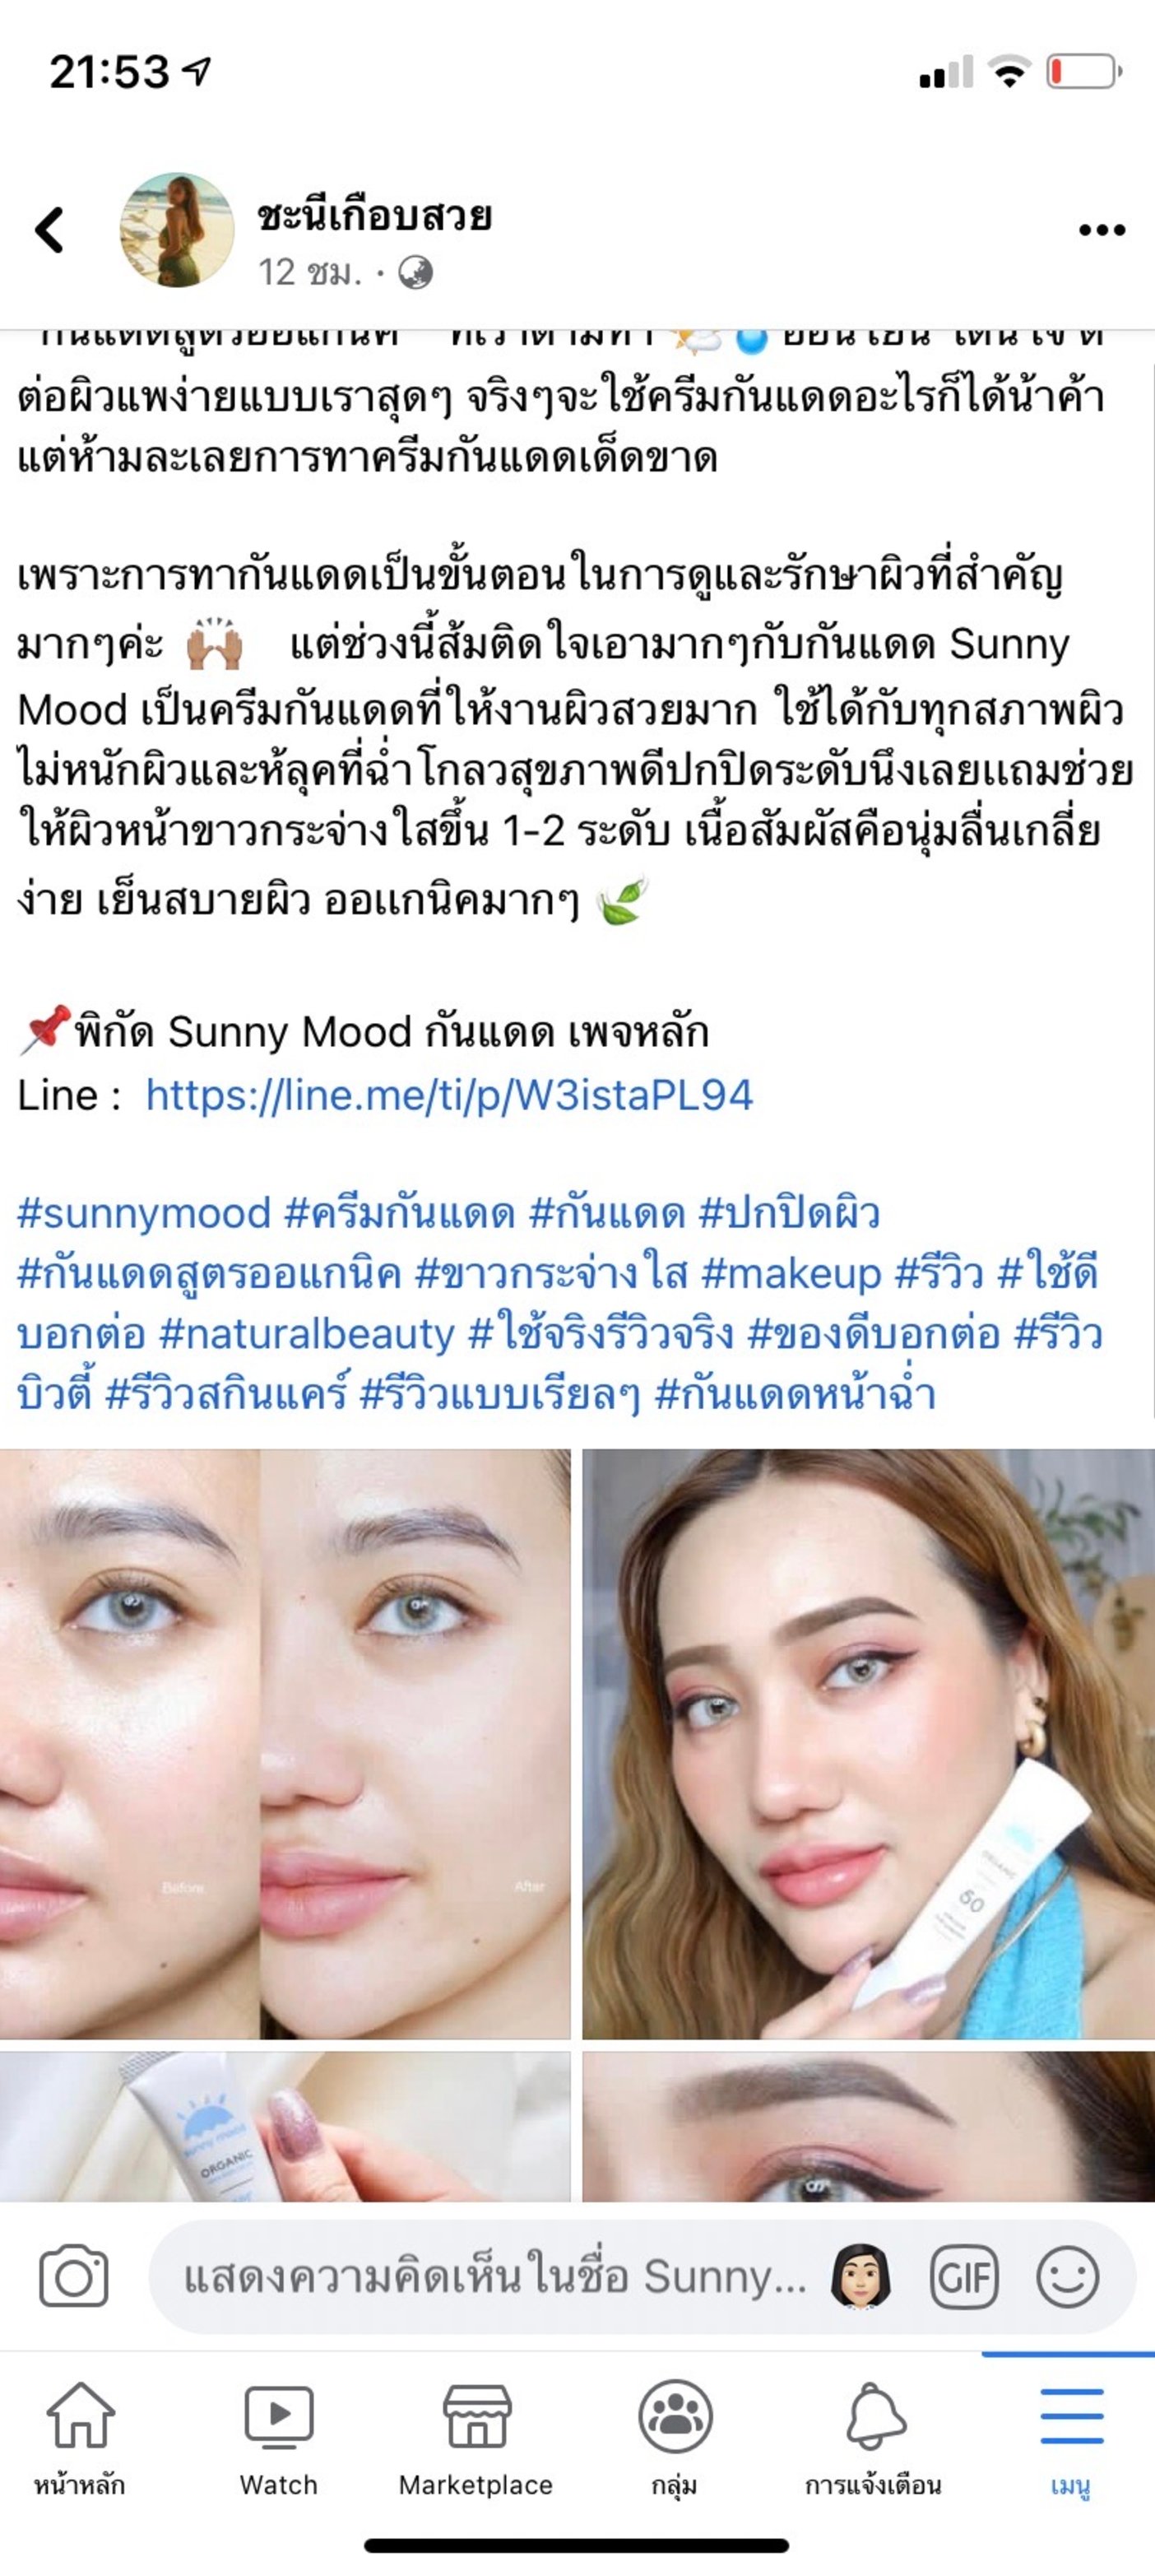 21:53
ชะนีเกือบสวย
12 ชม. ·
ต่อผิวแพง่ายแบบเราสุดๆ จริงๆจะใช้ครีมกันแดดอะไรก็ได้น้าค้า
แต่ห้ามละเลยการทาครีมกันแดดเด็ดขาด
เพราะการทากันแดดเป็นขั้นตอนในการดูและรักษาผิวที่สำคัญ
มากๆค่ะ 🙌🏽 แต่ช่วงนี้ส้มติดใจเอามากๆกับกันแดด Sunny
Mood เป็นครีมกันแดดที่ให้งานผิวสวยมาก ใช้ได้กับทุกสภาพผิว
ไม่หนักผิวและห้ลุคที่ฉ่ำโกลวสุขภาพดีปกปิดระดับนึงเลยแถมช่วย
ให้ผิวหน้าขาวกระจ่างใสขึ้น 1-2 ระดับ เนื้อสัมผัสคือนุ่มลื่นเกลี่ย
ง่าย เย็นสบายผิว ออแกนิคมากๆ 🍃
📌พิกัด Sunny Mood กันแดด เพจหลัก
Line : https://line.me/ti/p/W3istaPL94
#sunnymood #ครีมกันแดด #กันแดด #ปกปิดผิว
#กันแดดสูตรออแกนิค #ขาวกระจ่างใส #makeup #รีวิว #ใช้ดี
บอกต่อ #naturalbeauty #ใช้จริงรีวิวจริง #ของดีบอกต่อ #รีวิว
บิวตี้ #รีวิวสกินแคร์ #รีวิวแบบเรียลๆ #กันแดดหน้าฉ่ำ
Before
After
ORGANIC
50
sunny mood
ORGANIC
แสดงความคิดเห็นในชื่อ Sunny...
GIF
หน้าหลัก
Watch
Marketplace
กลุ่ม
การแจ้งเตือน
เมนู